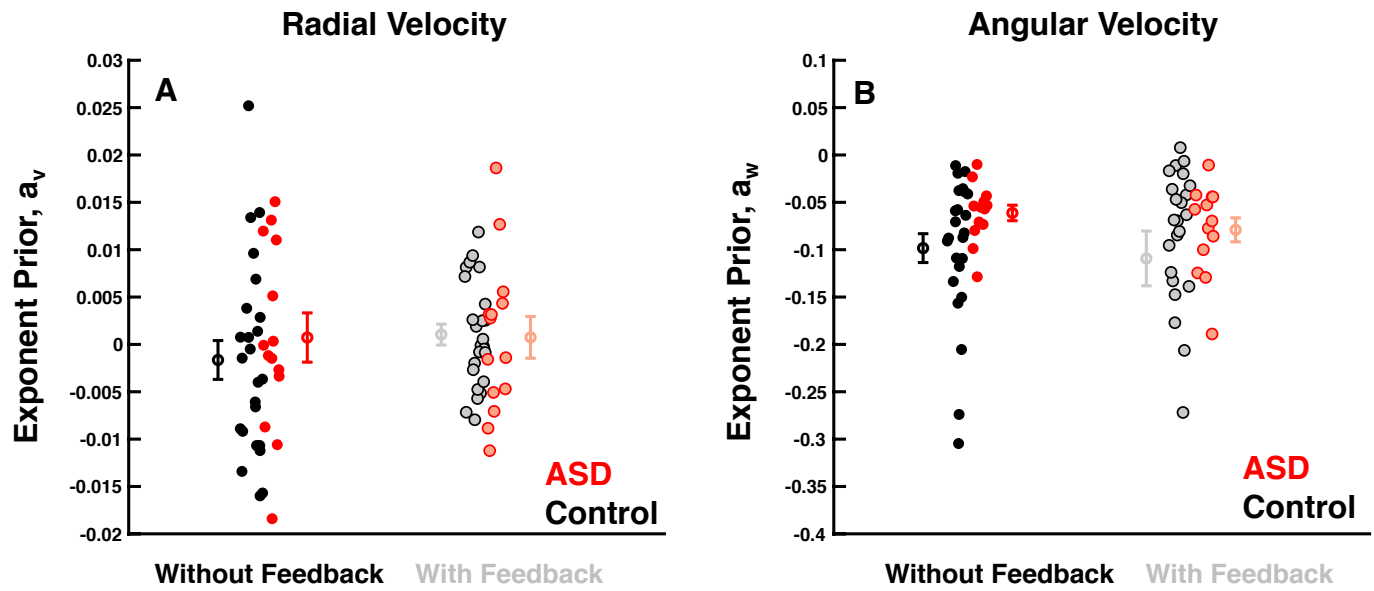 Radial Velocity
A
Exponent Prior, av
0.03
0.025
0.02
0.015
0.01
0.005
0
-0.005
-0.01
-0.015
-0.02
ASD
Control
Without Feedback
With Feedback
Angular Velocity
B
Exponent Prior, aw
0.1
0.05
0
-0.05
-0.1
-0.15
-0.2
-0.25
-0.3
-0.35
-0.4
ASD
Control
Without Feedback
With Feedback